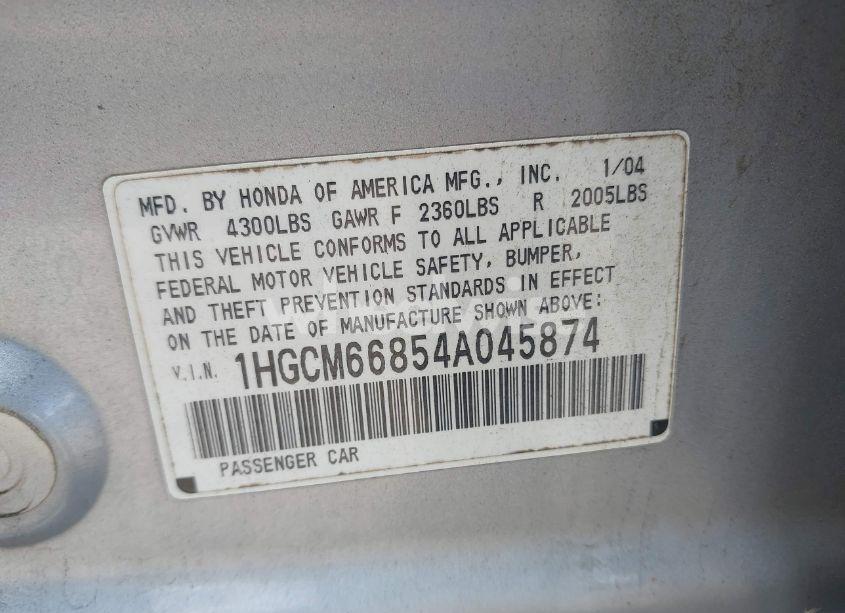 MFD. BY HONDA OF AMERICA MFG., INC. 1/04
GVWR 4300LBS GAWR F 2360LBS R 2005LBS
THIS VEHICLE CONFORMS TO ALL APPLICABLE
FEDERAL MOTOR VEHICLE SAFETY, BUMPER,
AND THEFT PREVENTION STANDARDS IN EFFECT
ON THE DATE OF MANUFACTURE SHOWN ABOVE:
V.I.N. 1HGCM66854A045874
PASSENGER CAR